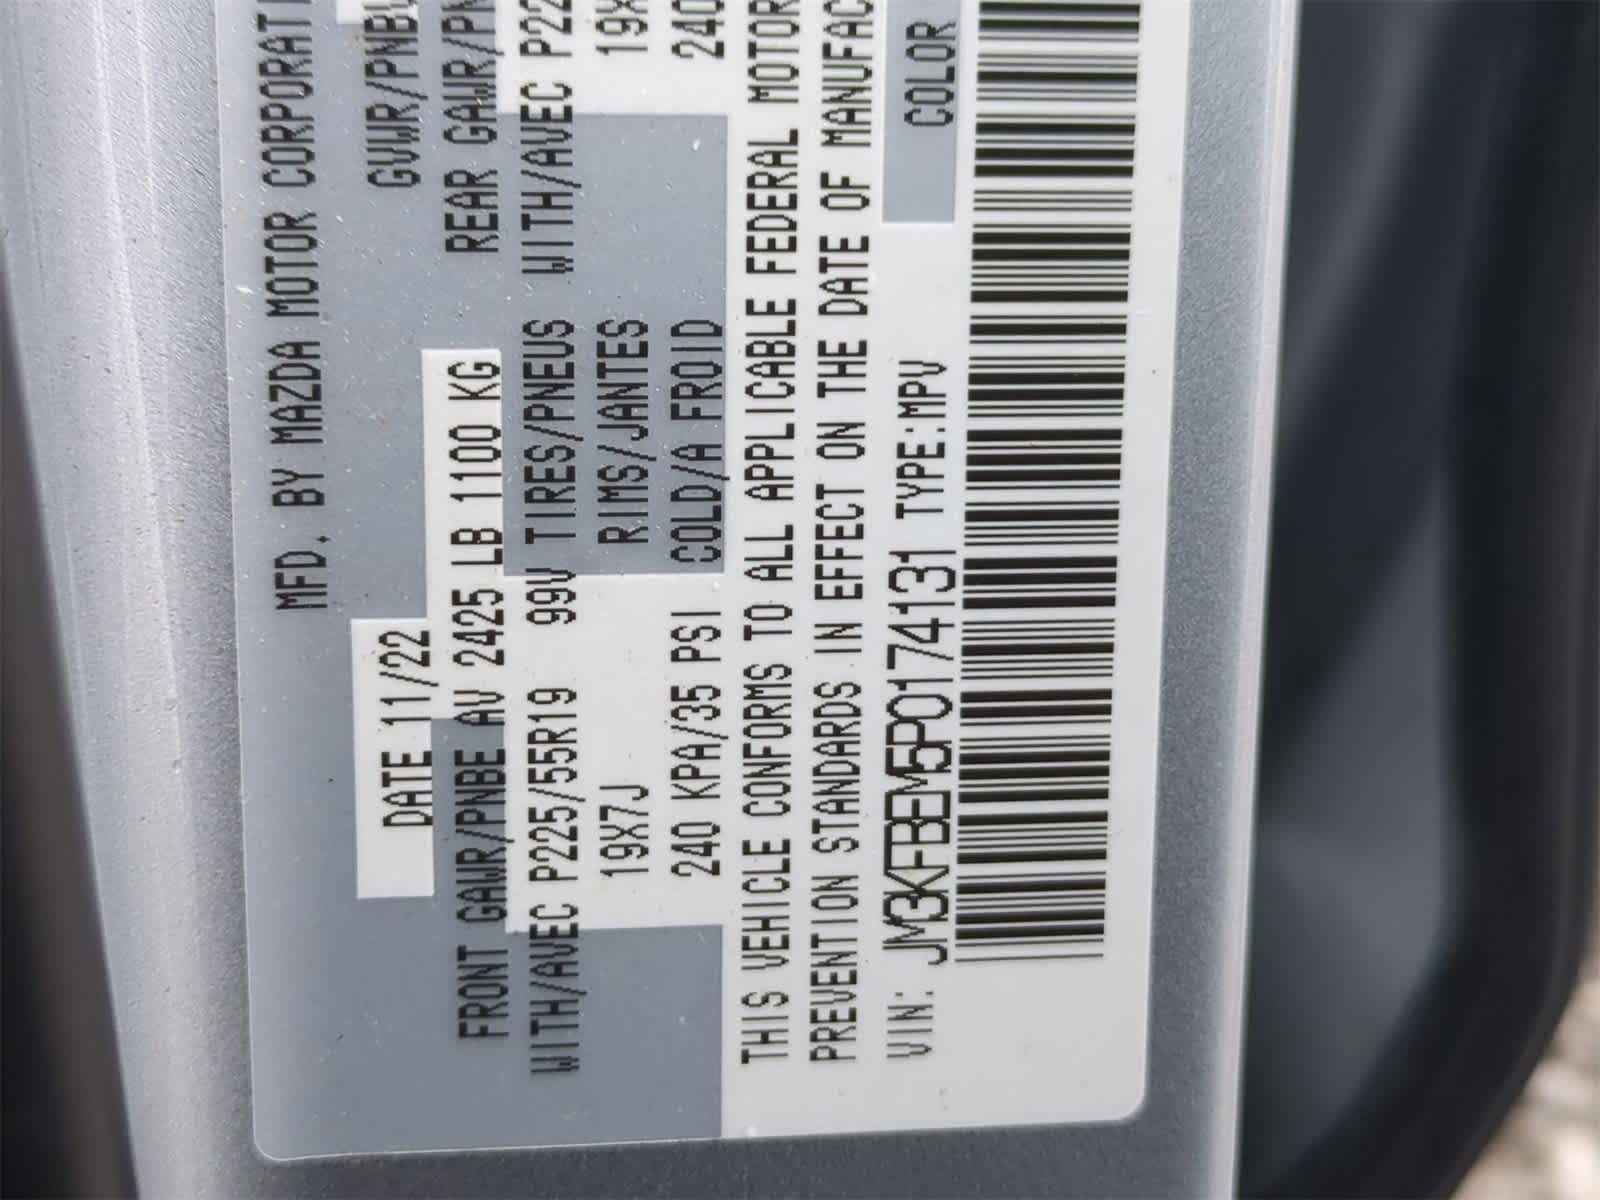 MFD. BY MAZDA MOTOR CORPORATI
DATE 11/22 GVWR/PNBV
FRONT GAWR/PNBE AV 2425 LB 1100 KG REAR GAWR/PN
WITH/AVEC P225/55R19 99V TIRES/PNEUS WITH/AVEC P22
19X7J RIMS/JANTES 19X
240 KPA/35 PSI COLD/A FROID 240
THIS VEHICLE CONFORMS TO ALL APPLICABLE FEDERAL MOTOR
PREVENTION STANDARDS IN EFFECT ON THE DATE OF MANUFAC
VIN: JM3KFBEM5P0174131 TYPE:MPV COLOR